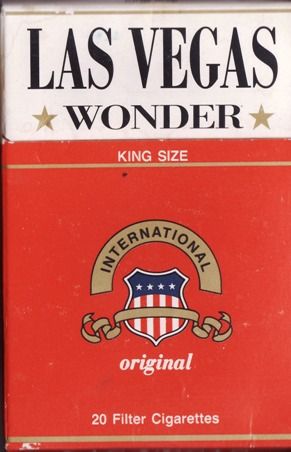 LAS VEGAS
WONDER
KING SIZE
INTERNATIONAL
original
20 Filter Cigarettes